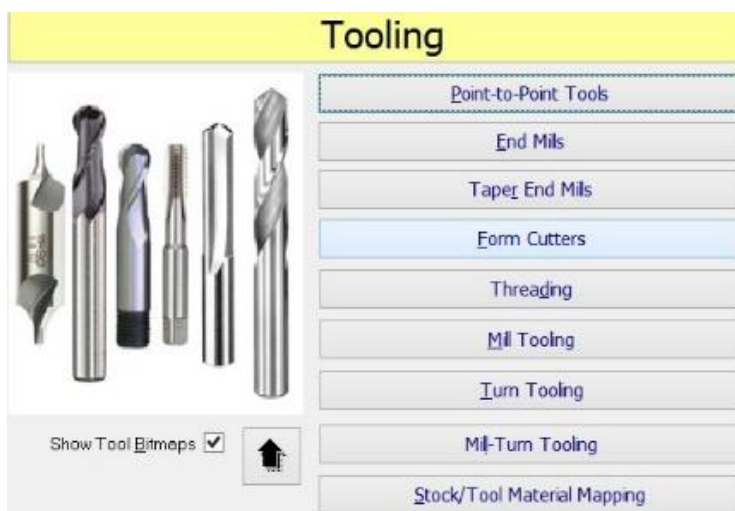 Tooling
Point-to-Point Tools
End Mills
Taper End Mills
Form Cutters
Threading
Mill Tooling
Turn Tooling
Show Tool Bitmaps
Mill-Turn Tooling
Stock/Tool Material Mapping